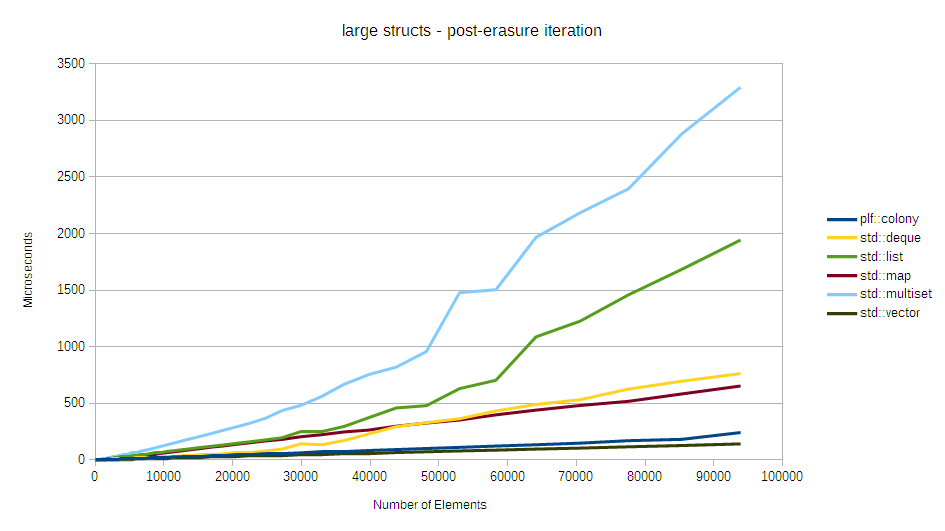 large structs - post-erasure iteration
3500
3000
2500
2000
1500
1000
500
0
Microseconds
0 10000 20000 30000 40000 50000 60000 70000 80000 90000 100000
Number of Elements
plf::colony
std::deque
std::list
std::map
std::multiset
std::vector